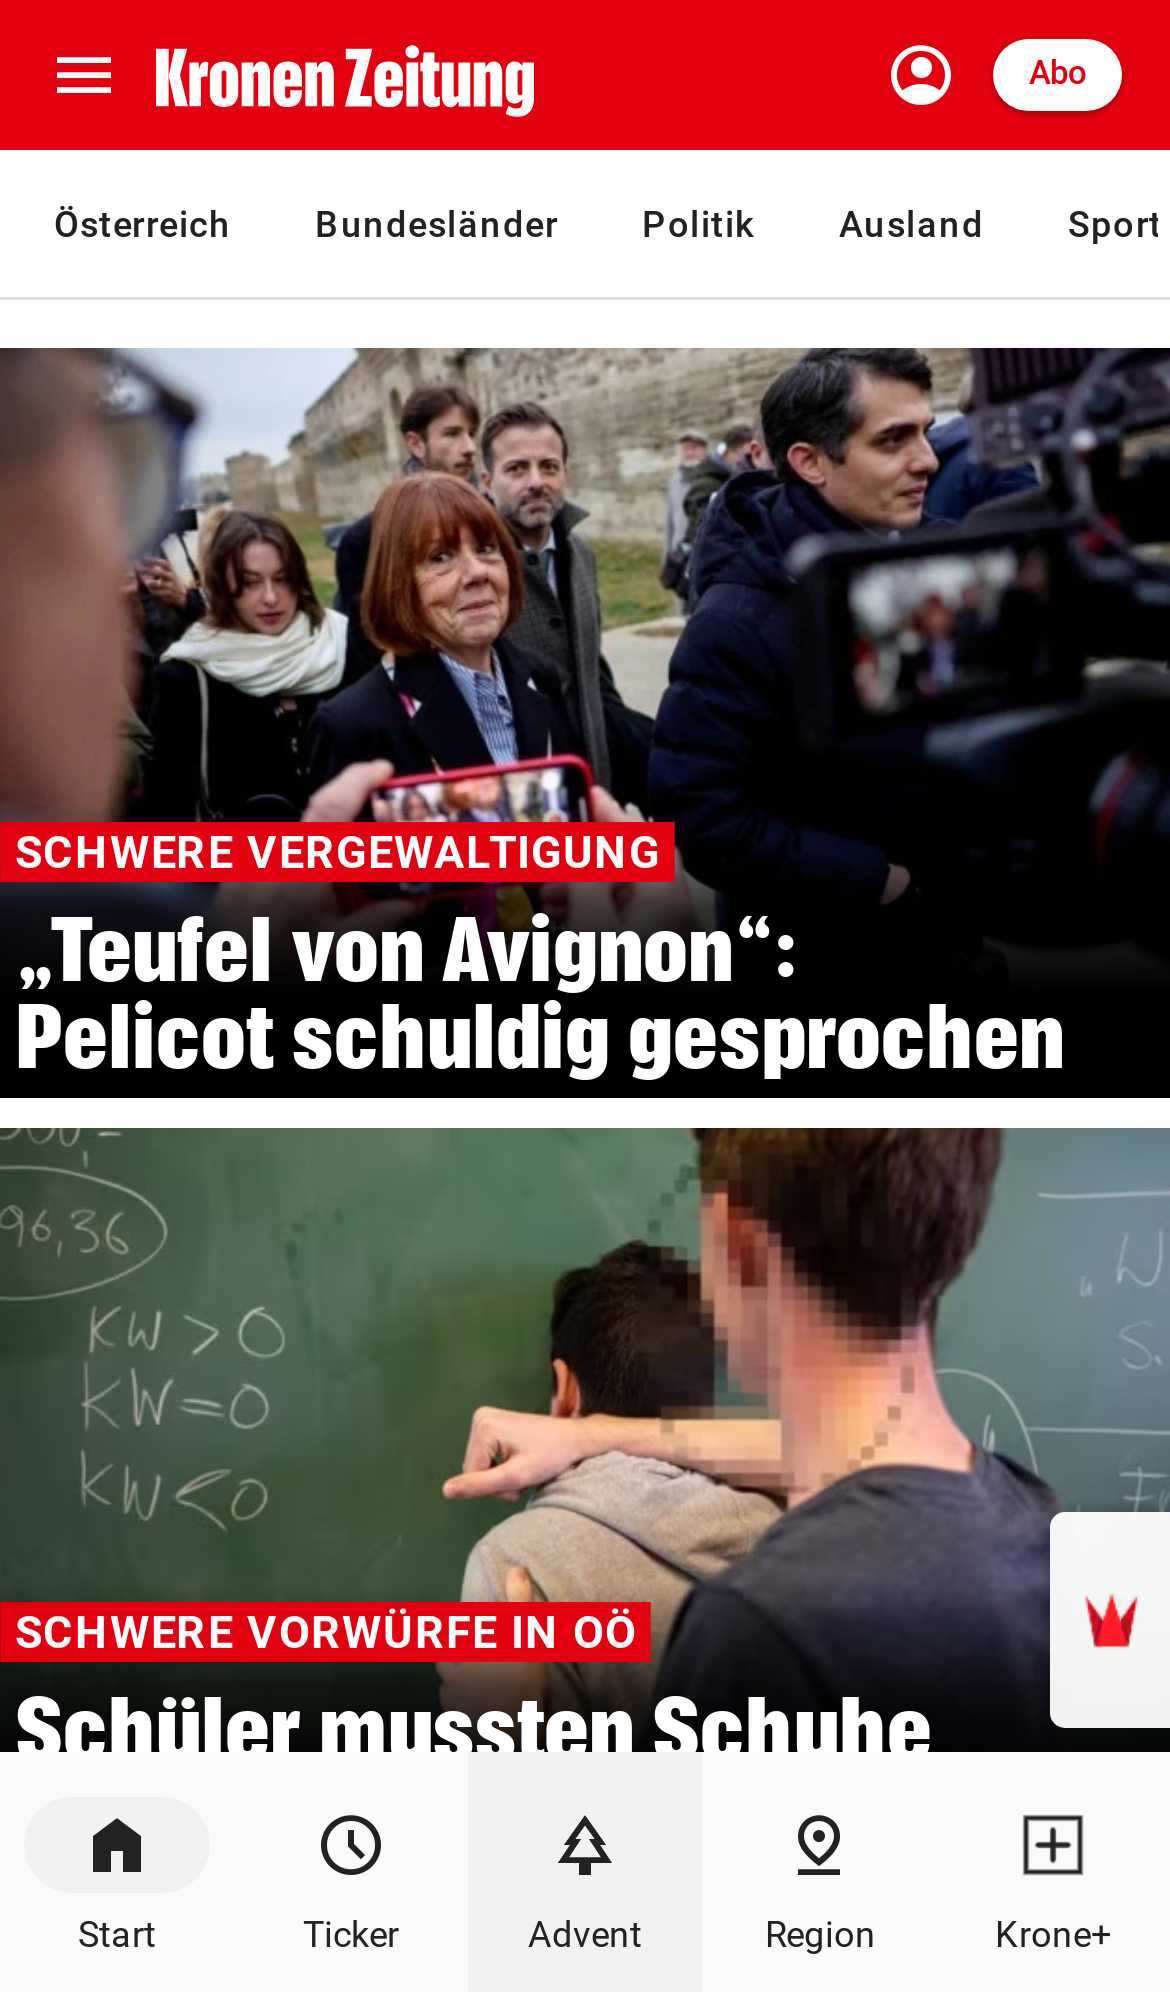 Kronen Zeitung
Abo
Österreich
Bundesländer
Politik
Ausland
Sport
SCHWERE VERGEWALTIGUNG
„Teufel von Avignon“:
Pelicot schuldig gesprochen
96,36
KW > 0
KW = 0
KW < 0
SCHWERE VORWÜRFE IN OÖ
Schüler mussten Schuhe
Start
Ticker
Advent
Region
Krone+